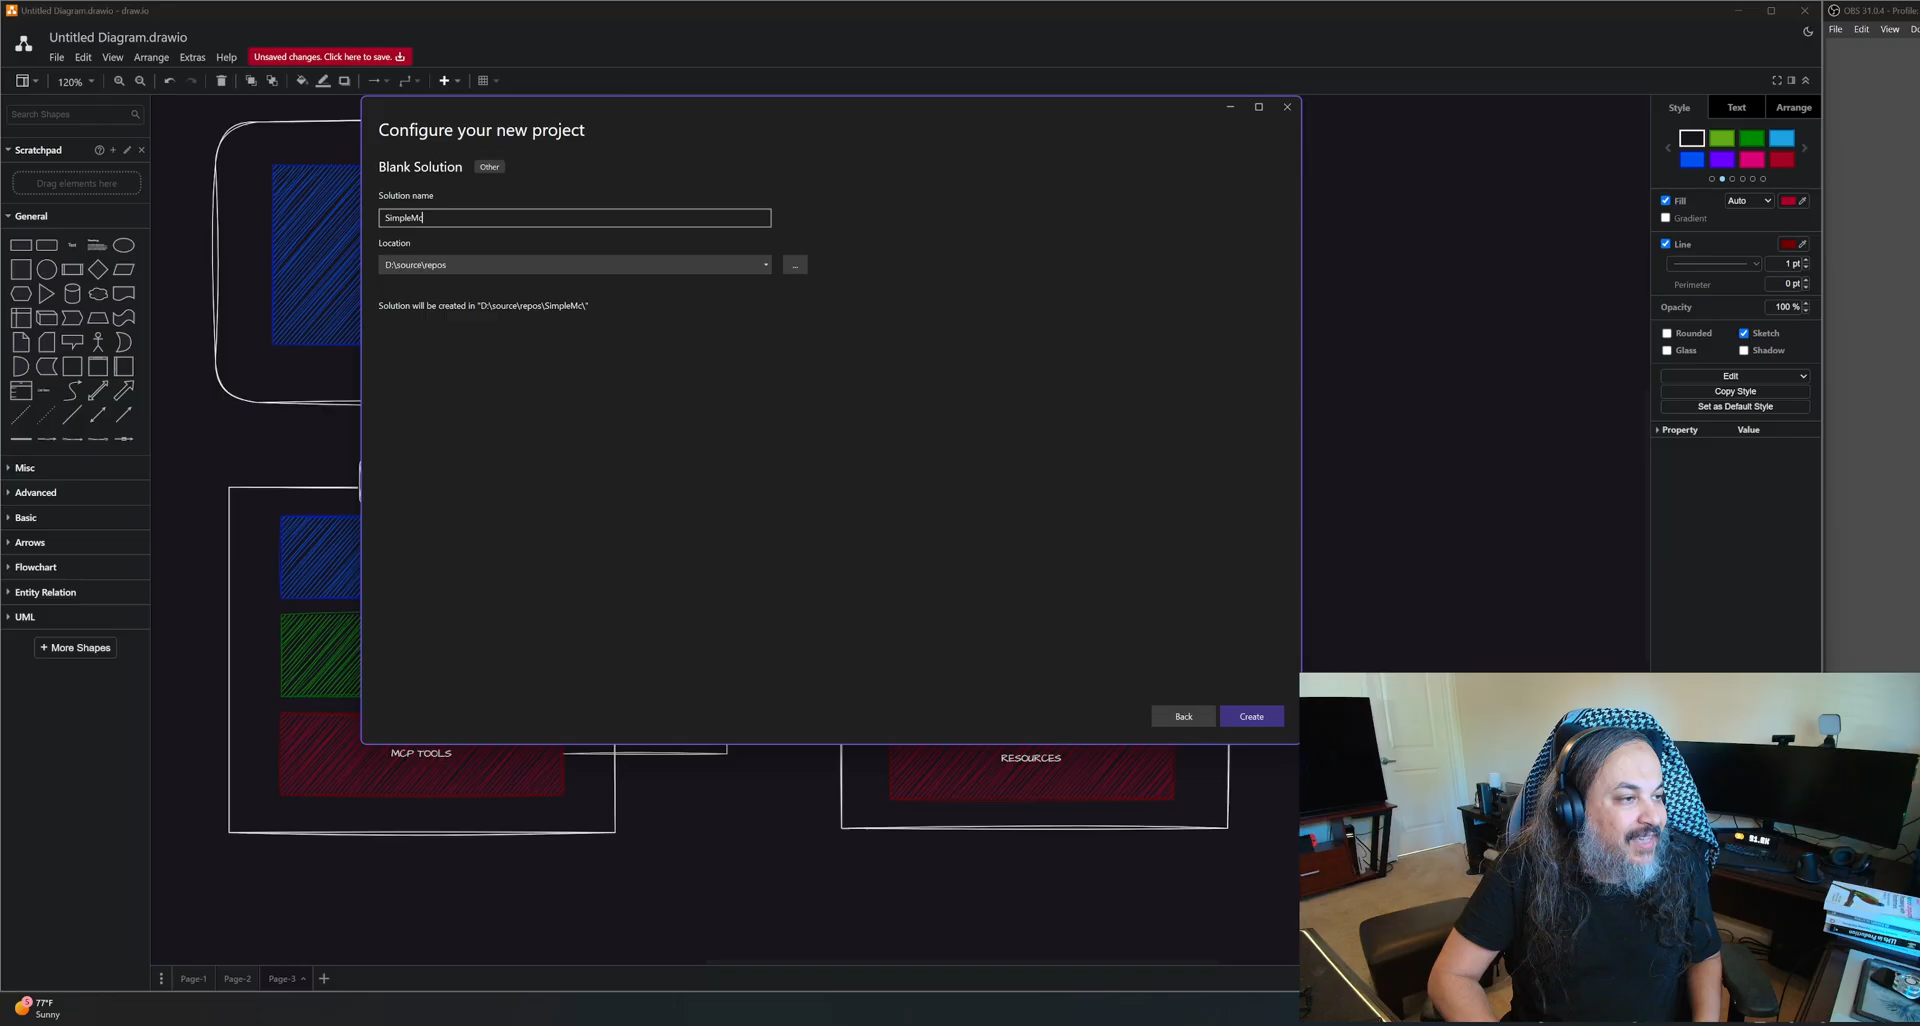 Untitled Diagram.drawio - draw.io
OBS 31.0.4 - Profile:
Untitled Diagram.drawio
File Edit View Arrange Extras Help
Unsaved changes. Click here to save.
File Edit View
120%
Search Shapes
Scratchpad
Drag elements here
General
Text
Misc
Advanced
Basic
Arrows
Flowchart
Entity Relation
UML
+ More Shapes
Configure your new project
Blank Solution Other
Solution name
SimpleMc
Location
D:\source\repos
...
Solution will be created in "D:\source\repos\SimpleMc\"
Back Create
MCP TOOLS
RESOURCES
Style Text Arrange
Fill Auto
Gradient
Line
1 pt
Perimeter 0 pt
Opacity 100 %
Rounded Sketch
Glass Shadow
Edit
Copy Style
Set as Default Style
Property Value
LLMs in Production
Page-1 Page-2 Page-3
77°F
Sunny